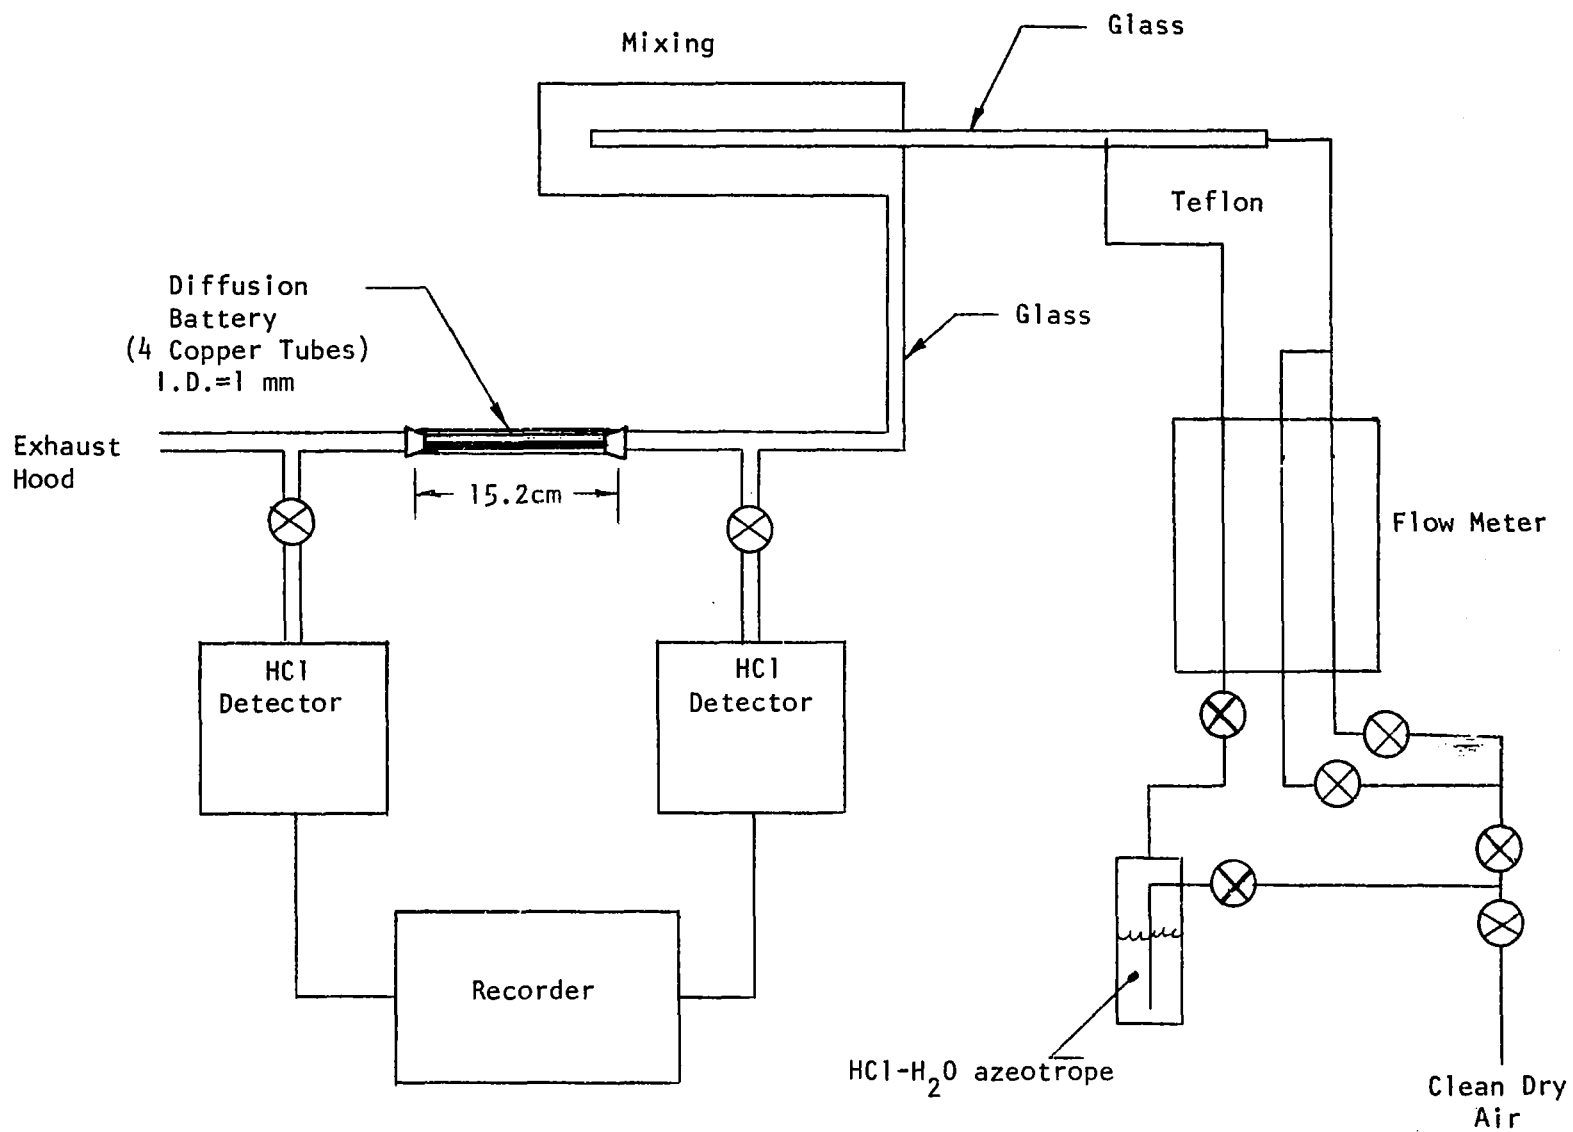 Glass
Mixing
Teflon
Diffusion
Battery
(4 Copper Tubes)
I.D.=1 mm
Glass
Exhaust
Hood
15.2cm
Flow Meter
HCl
Detector
HCl
Detector
Recorder
HCl-H2O azeotrope
Clean Dry
Air